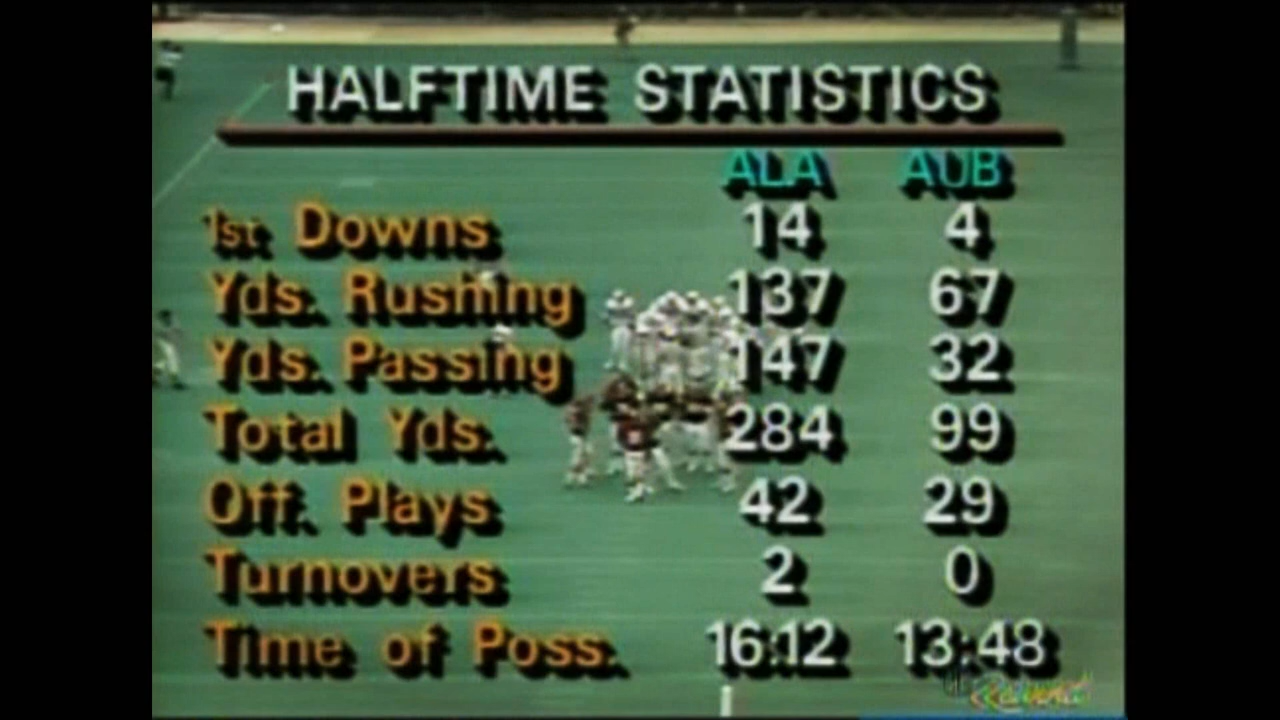 HALFTIME STATISTICS
ALA AUB
1st. Downs 14 4
Yds. Rushing 137 67
Yds. Passing 147 32
Total Yds. 284 99
Off. Plays 42 29
Turnovers 2 0
Time of Poss. 16:12 13:48